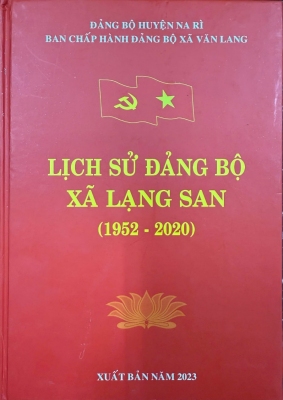 ĐẢNG BỘ HUYỆN NA RÌ
BAN CHẤP HÀNH ĐẢNG BỘ XÃ VĂN LANG
LỊCH SỬ ĐẢNG BỘ
XÃ LẠNG SAN
(1952 - 2020)
XUẤT BẢN NĂM 2023